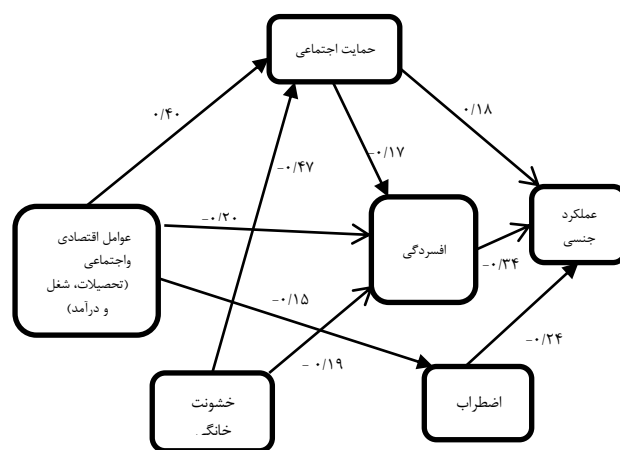 حمایت اجتماعی
۰/۴۰
۰/۱۸
-۰/۱۷
-۰/۴۷
عملکرد
جنسی
عوامل اقتصادی
واجتماعی
(تحصیلات، شغل
و درآمد)
-۰/۲۰
افسردگی
-۰/۳۴
-۰/۱۵
-۰/۲۴
- ۰/۱۹
خشونت
خانگ
اضطراب